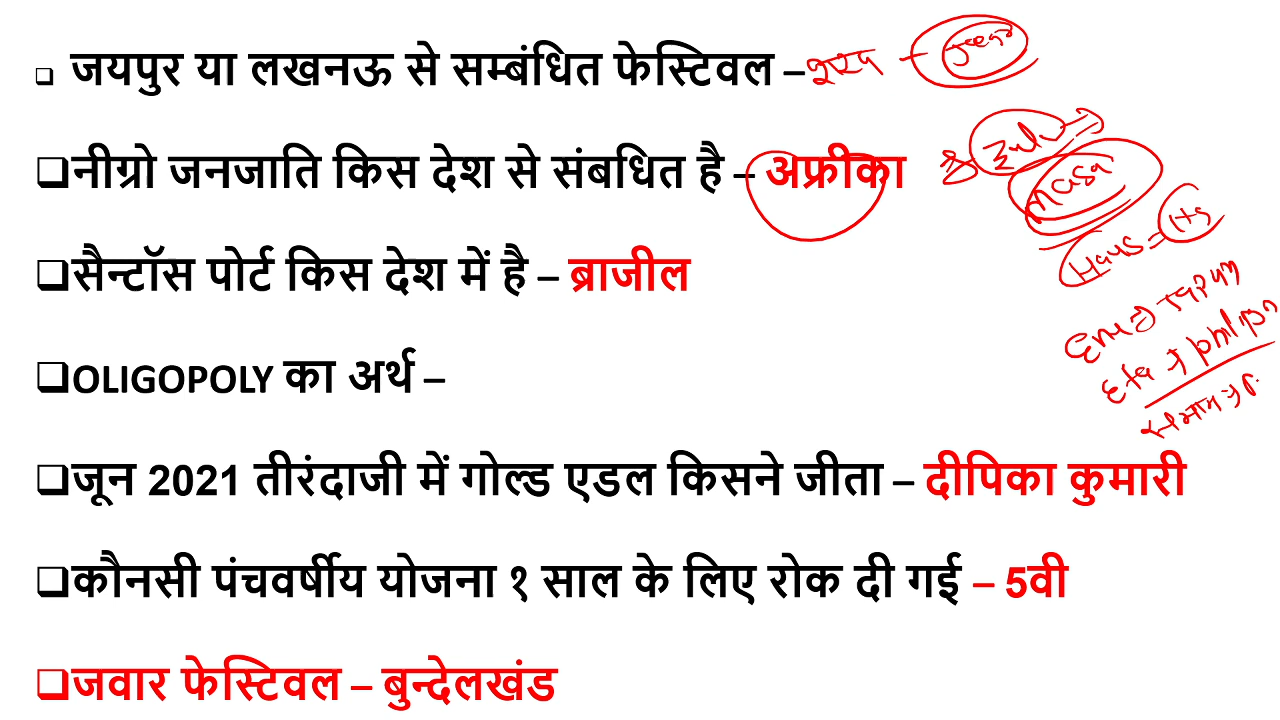 जयपुर या लखनऊ से सम्बंधित फेस्टिवल –
नीग्रो जनजाति किस देश से संबधित है – अफ्रीका
सैन्टॉस पोर्ट किस देश में है – ब्राजील
OLIGOPOLY का अर्थ –
जून 2021 तीरंदाजी में गोल्ड एडल किसने जीता – दीपिका कुमारी
कौनसी पंचवर्षीय योजना १ साल के लिए रोक दी गई – 5वी
जवार फेस्टिवल – बुन्देलखंड